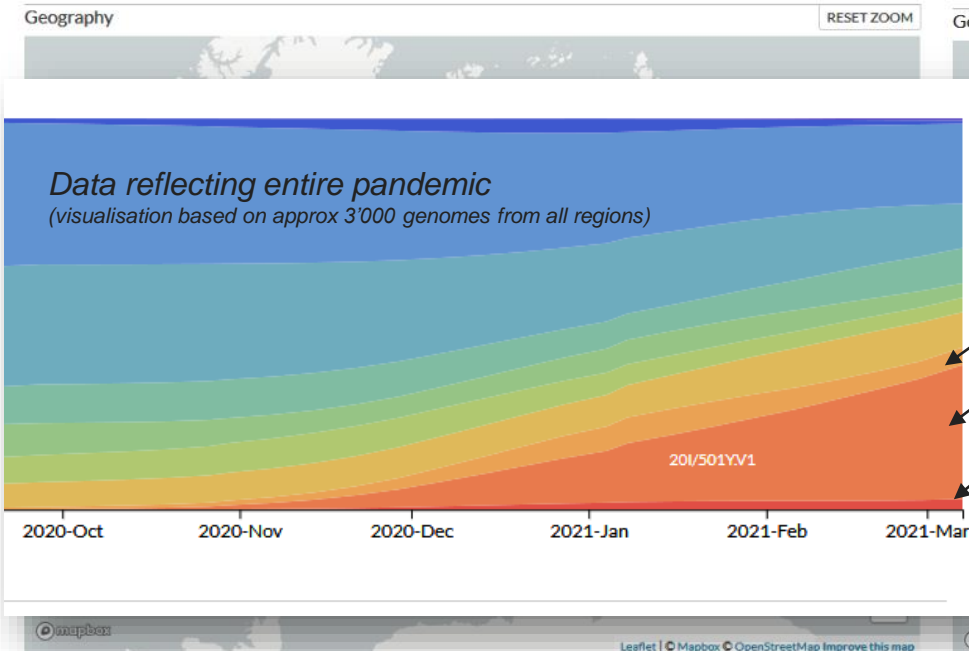 Geography
RESET ZOOM
Data reflecting entire pandemic
(visualisation based on approx 3'000 genomes from all regions)
20I/501Y.V1
2020-Oct 2020-Nov 2020-Dec 2021-Jan 2021-Feb 2021-Mar
mapbox
Leaflet | © Mapbox © OpenStreetMap Improve this map